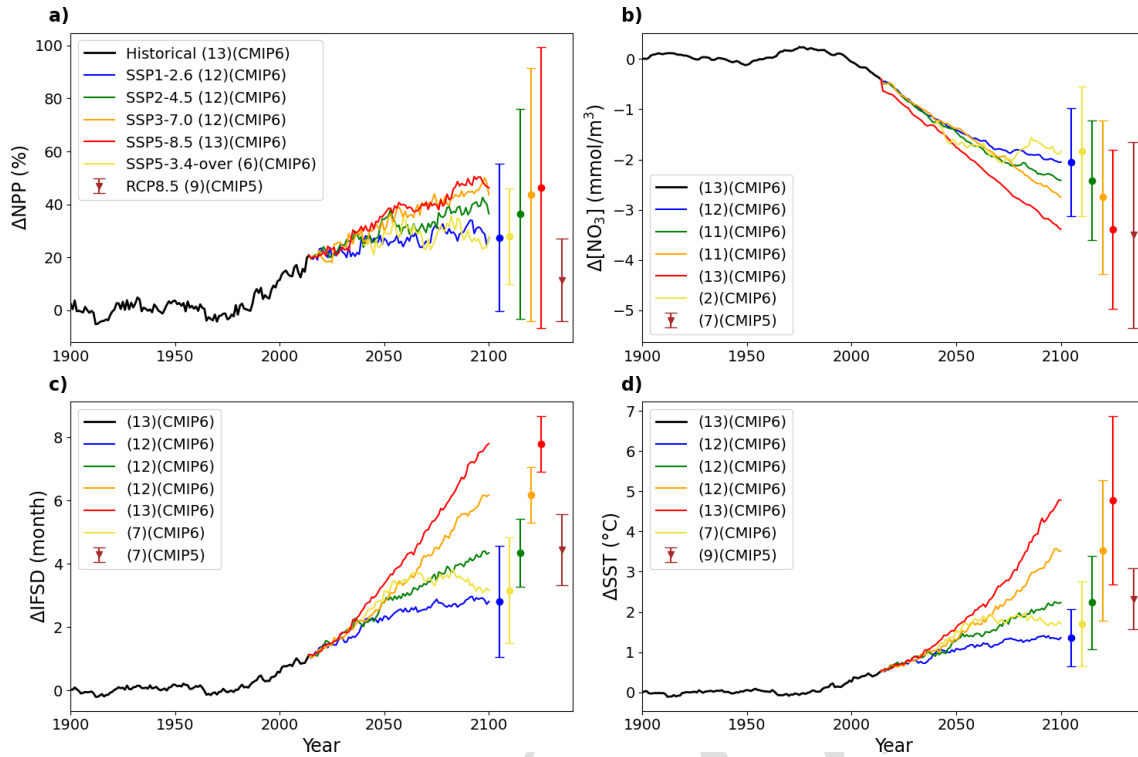 a)
ΔNPP (%)
100
80
60
40
20
0
Historical (13)(CMIP6)
SSP1-2.6 (12)(CMIP6)
SSP2-4.5 (12)(CMIP6)
SSP3-7.0 (12)(CMIP6)
SSP5-8.5 (13)(CMIP6)
SSP5-3.4-over (6)(CMIP6)
RCP8.5 (9)(CMIP5)
1900 1950 2000 2050 2100
b)
Δ[NO₃] (mmol/m³)
0
−1
−2
−3
−4
−5
(13)(CMIP6)
(12)(CMIP6)
(11)(CMIP6)
(11)(CMIP6)
(13)(CMIP6)
(2)(CMIP6)
(7)(CMIP5)
1900 1950 2000 2050 2100
c)
ΔIFSD (month)
8
6
4
2
0
(13)(CMIP6)
(12)(CMIP6)
(12)(CMIP6)
(12)(CMIP6)
(13)(CMIP6)
(7)(CMIP6)
(7)(CMIP5)
1900 1950 2000 2050 2100
Year
d)
ΔSST (°C)
7
6
5
4
3
2
1
0
(13)(CMIP6)
(12)(CMIP6)
(12)(CMIP6)
(12)(CMIP6)
(13)(CMIP6)
(7)(CMIP6)
(9)(CMIP5)
1900 1950 2000 2050 2100
Year